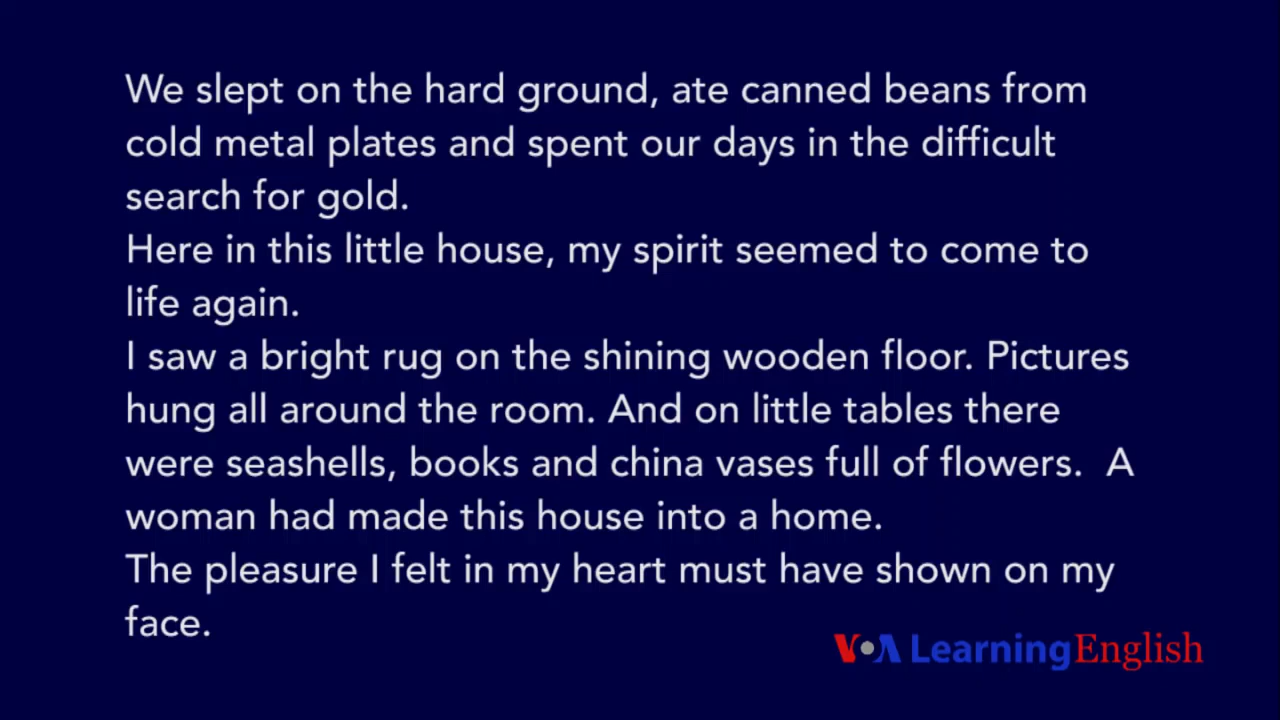 We slept on the hard ground, ate canned beans from
cold metal plates and spent our days in the difficult
search for gold.
Here in this little house, my spirit seemed to come to
life again.
I saw a bright rug on the shining wooden floor. Pictures
hung all around the room. And on little tables there
were seashells, books and china vases full of flowers.  A
woman had made this house into a home.
The pleasure I felt in my heart must have shown on my
face.
VOA Learning English